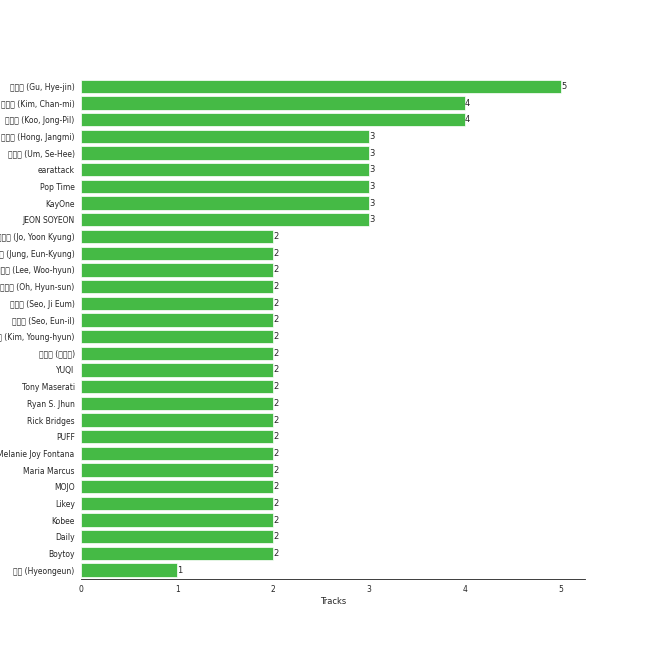 (Gu, Hye-jin) 5
(Kim, Chan-mi) 4
(Koo, Jong-Pil) 4
(Hong, Jangmi) 3
(Um, Se-Hee) 3
earattack 3
Pop Time 3
KayOne 3
JEON SOYEON 3
(Jo, Yoon Kyung) 2
(Jung, Eun-Kyung) 2
(Lee, Woo-hyun) 2
(Oh, Hyun-sun) 2
(Seo, Ji Eum) 2
(Seo, Eun-il) 2
(Kim, Young-hyun) 2
2
YUQI 2
Tony Maserati 2
Ryan S. Jhun 2
Rick Bridges 2
PUFF 2
Melanie Joy Fontana 2
Maria Marcus 2
MOJO 2
Likey 2
Kobee 2
Daily 2
Boytoy 2
(Hyeongeun) 1
0 1 2 3 4 5
Tracks